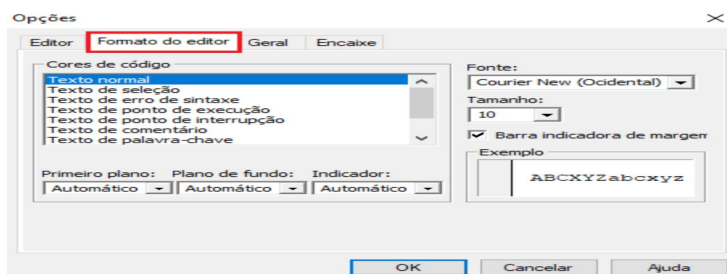 Opções
Editor Formato do editor Geral Encaixe
Cores de código
Texto normal
Texto de seleção
Texto de erro de sintaxe
Texto de ponto de execução
Texto de ponto de interrupção
Texto de comentário
Texto de palavra-chave
Primeiro plano: Plano de fundo: Indicador:
Automático Automático Automático
Fonte:
Courier New (Ocidental)
Tamanho:
10
Barra indicadora de margem
Exemplo
ABCXYZabcxyz
OK Cancelar Ajuda